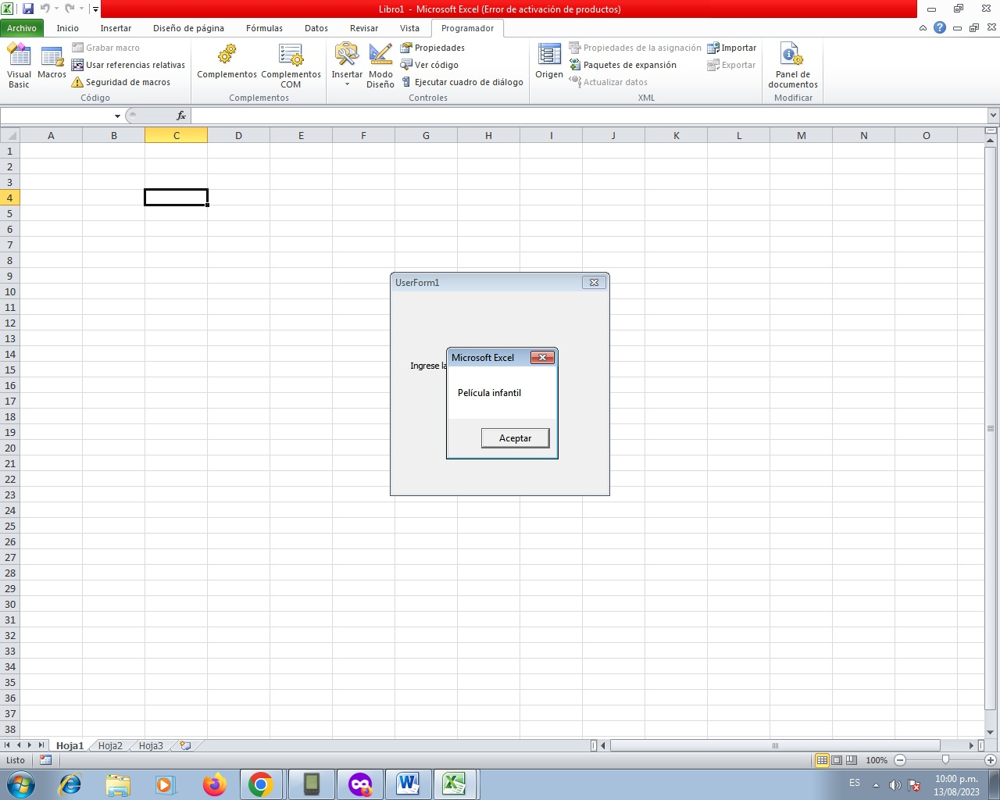 Libro1 - Microsoft Excel (Error de activación de productos)
Archivo Inicio Insertar Diseño de página Fórmulas Datos Revisar Vista Programador
Visual Basic
Macros
Grabar macro
Usar referencias relativas
Seguridad de macros
Código
Complementos
Complementos COM
Complementos
Insertar
Modo Diseño
Propiedades
Ver código
Ejecutar cuadro de diálogo
Controles
Origen
Propiedades de la asignación
Paquetes de expansión
Actualizar datos
Importar
Exportar
XML
Panel de documentos
Modificar
fx
A B C D E F G H I J K L M N O
1
2
3
4
5
6
7
8
9
UserForm1
10
11
12
13
14
Microsoft Excel
15
Ingrese la
16
Película infantil
17
18
19
Aceptar
20
21
22
23
24
25
26
27
28
29
30
31
32
33
34
35
36
37
38
Hoja1 Hoja2 Hoja3
Listo 100%
ES 10:00 p.m.
13/08/2023